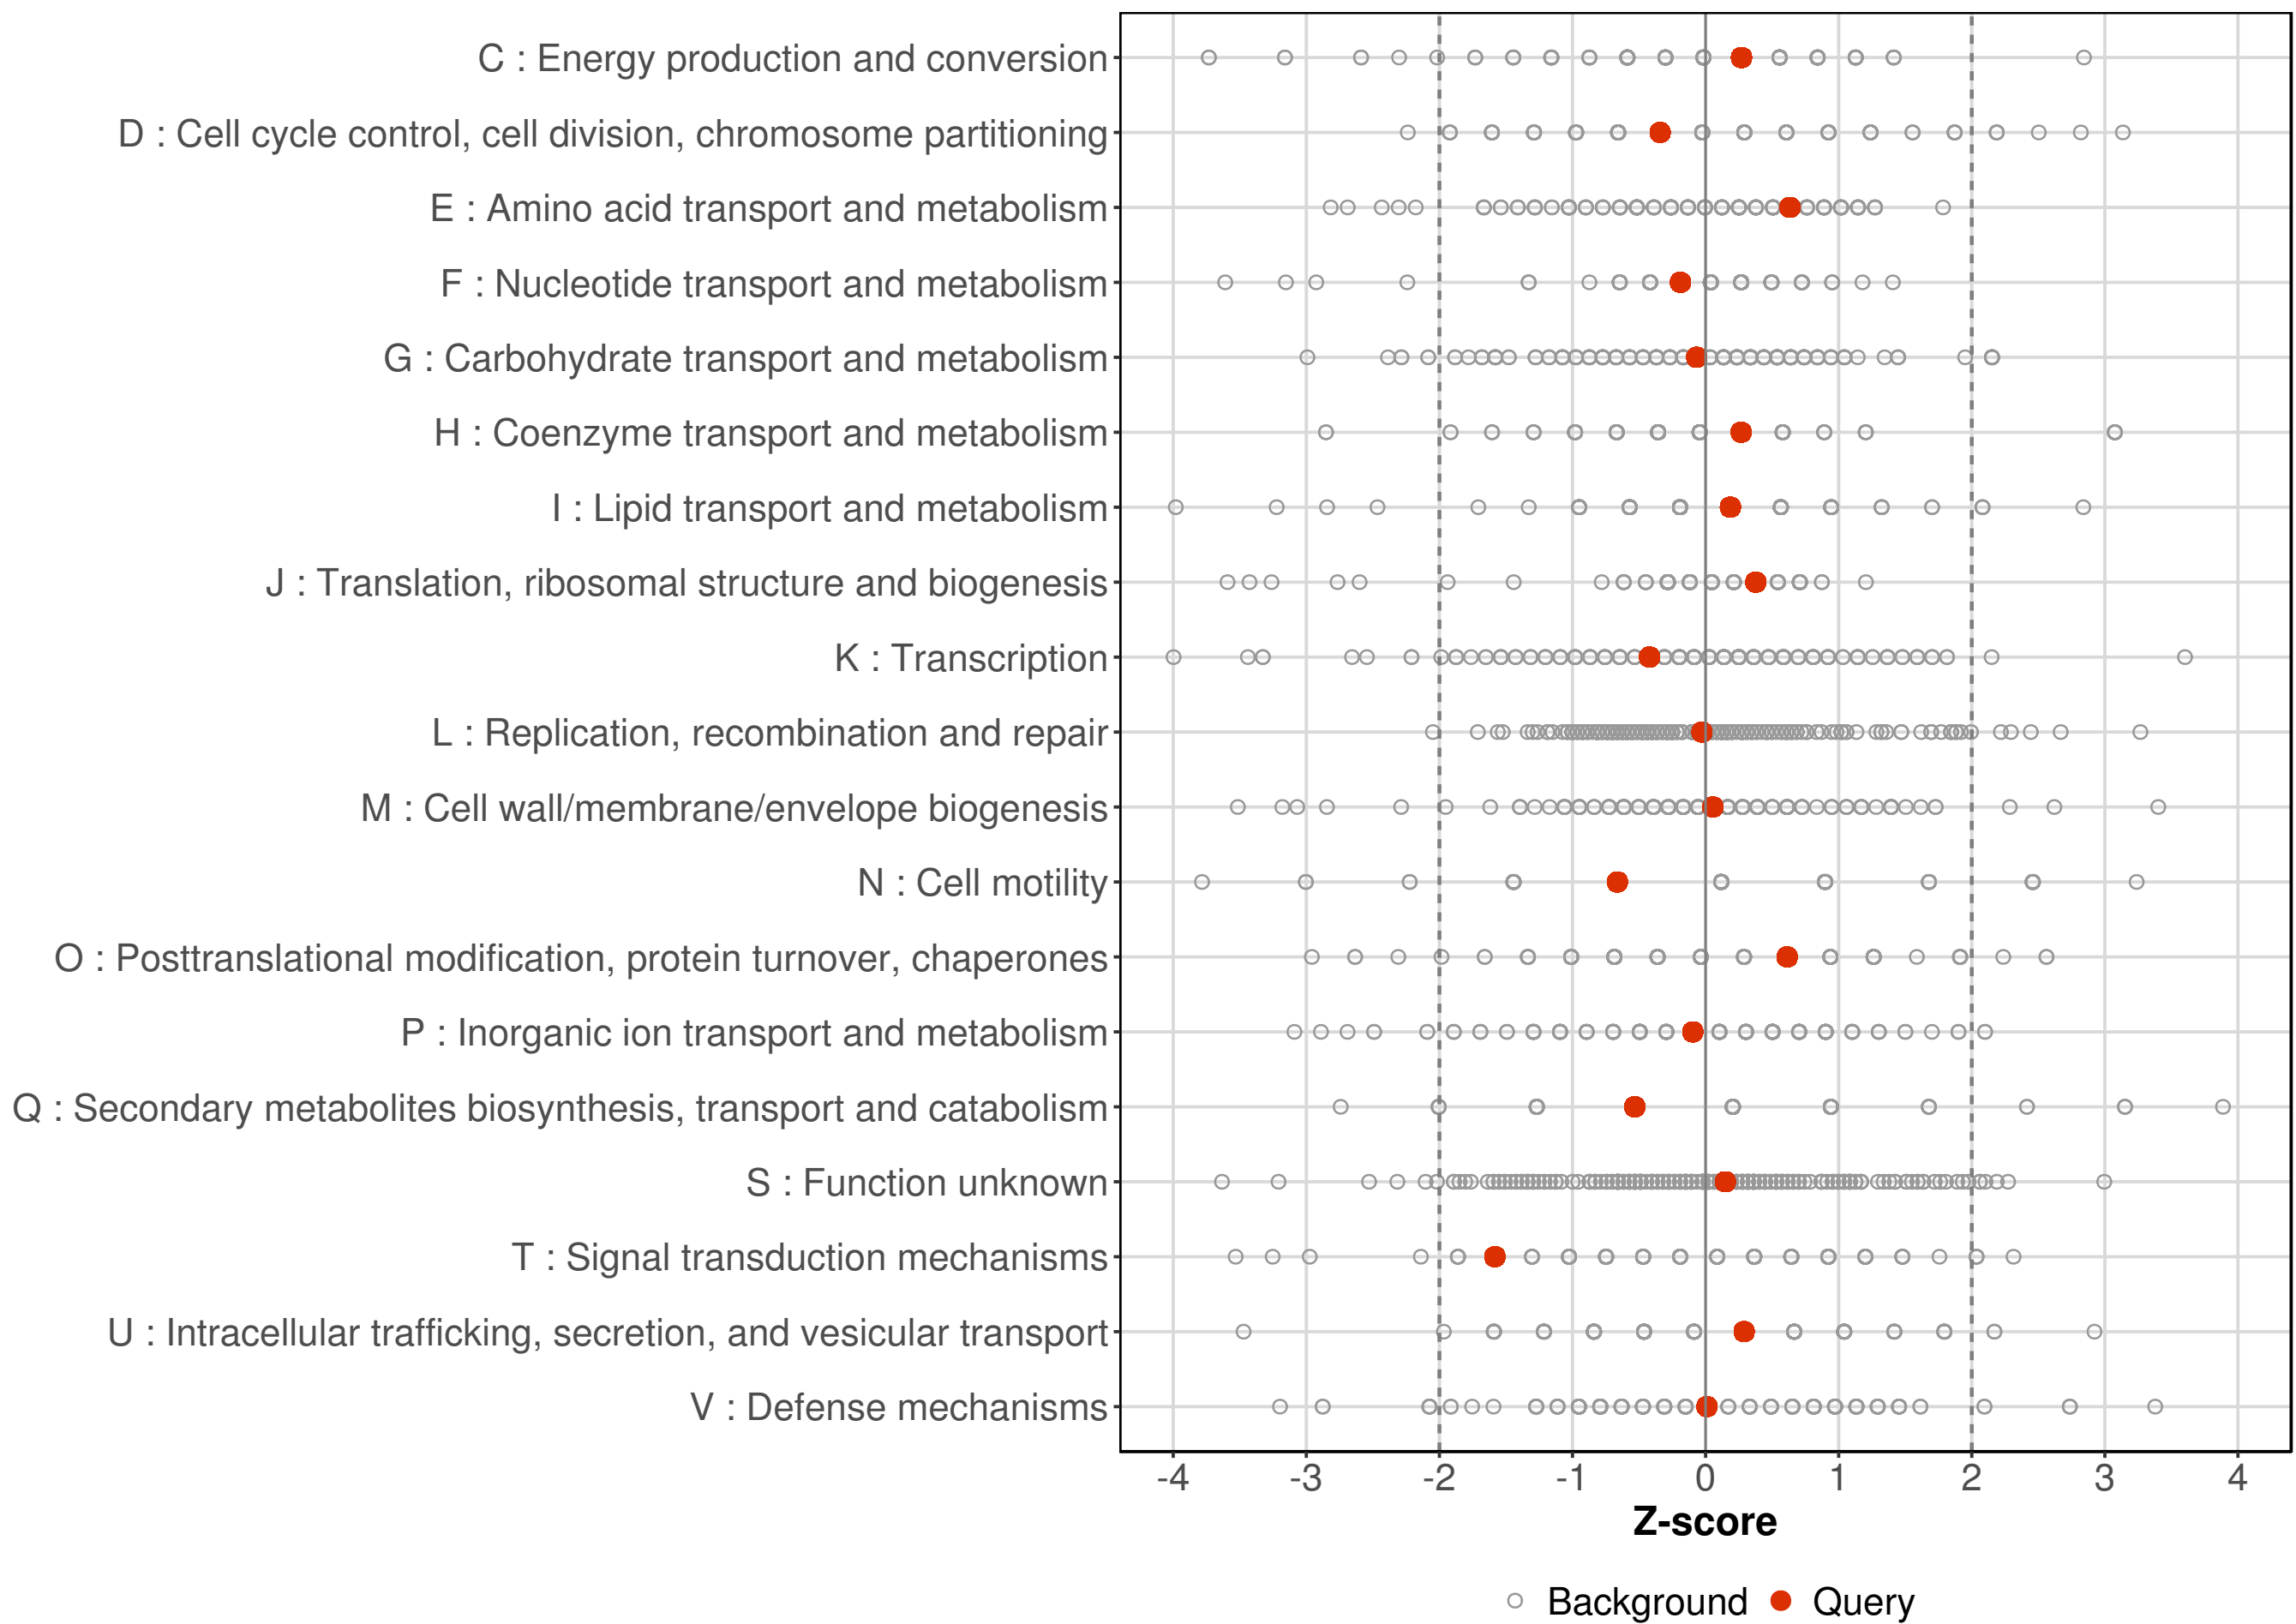 C : Energy production and conversion
D : Cell cycle control, cell division, chromosome partitioning
E : Amino acid transport and metabolism
F : Nucleotide transport and metabolism
G : Carbohydrate transport and metabolism
H : Coenzyme transport and metabolism
I : Lipid transport and metabolism
J : Translation, ribosomal structure and biogenesis
K : Transcription
L : Replication, recombination and repair
M : Cell wall/membrane/envelope biogenesis
N : Cell motility
O : Posttranslational modification, protein turnover, chaperones
P : Inorganic ion transport and metabolism
Q : Secondary metabolites biosynthesis, transport and catabolism
S : Function unknown
T : Signal transduction mechanisms
U : Intracellular trafficking, secretion, and vesicular transport
V : Defense mechanisms
-4 -3 -2 -1 0 1 2 3 4
Z-score
Background Query